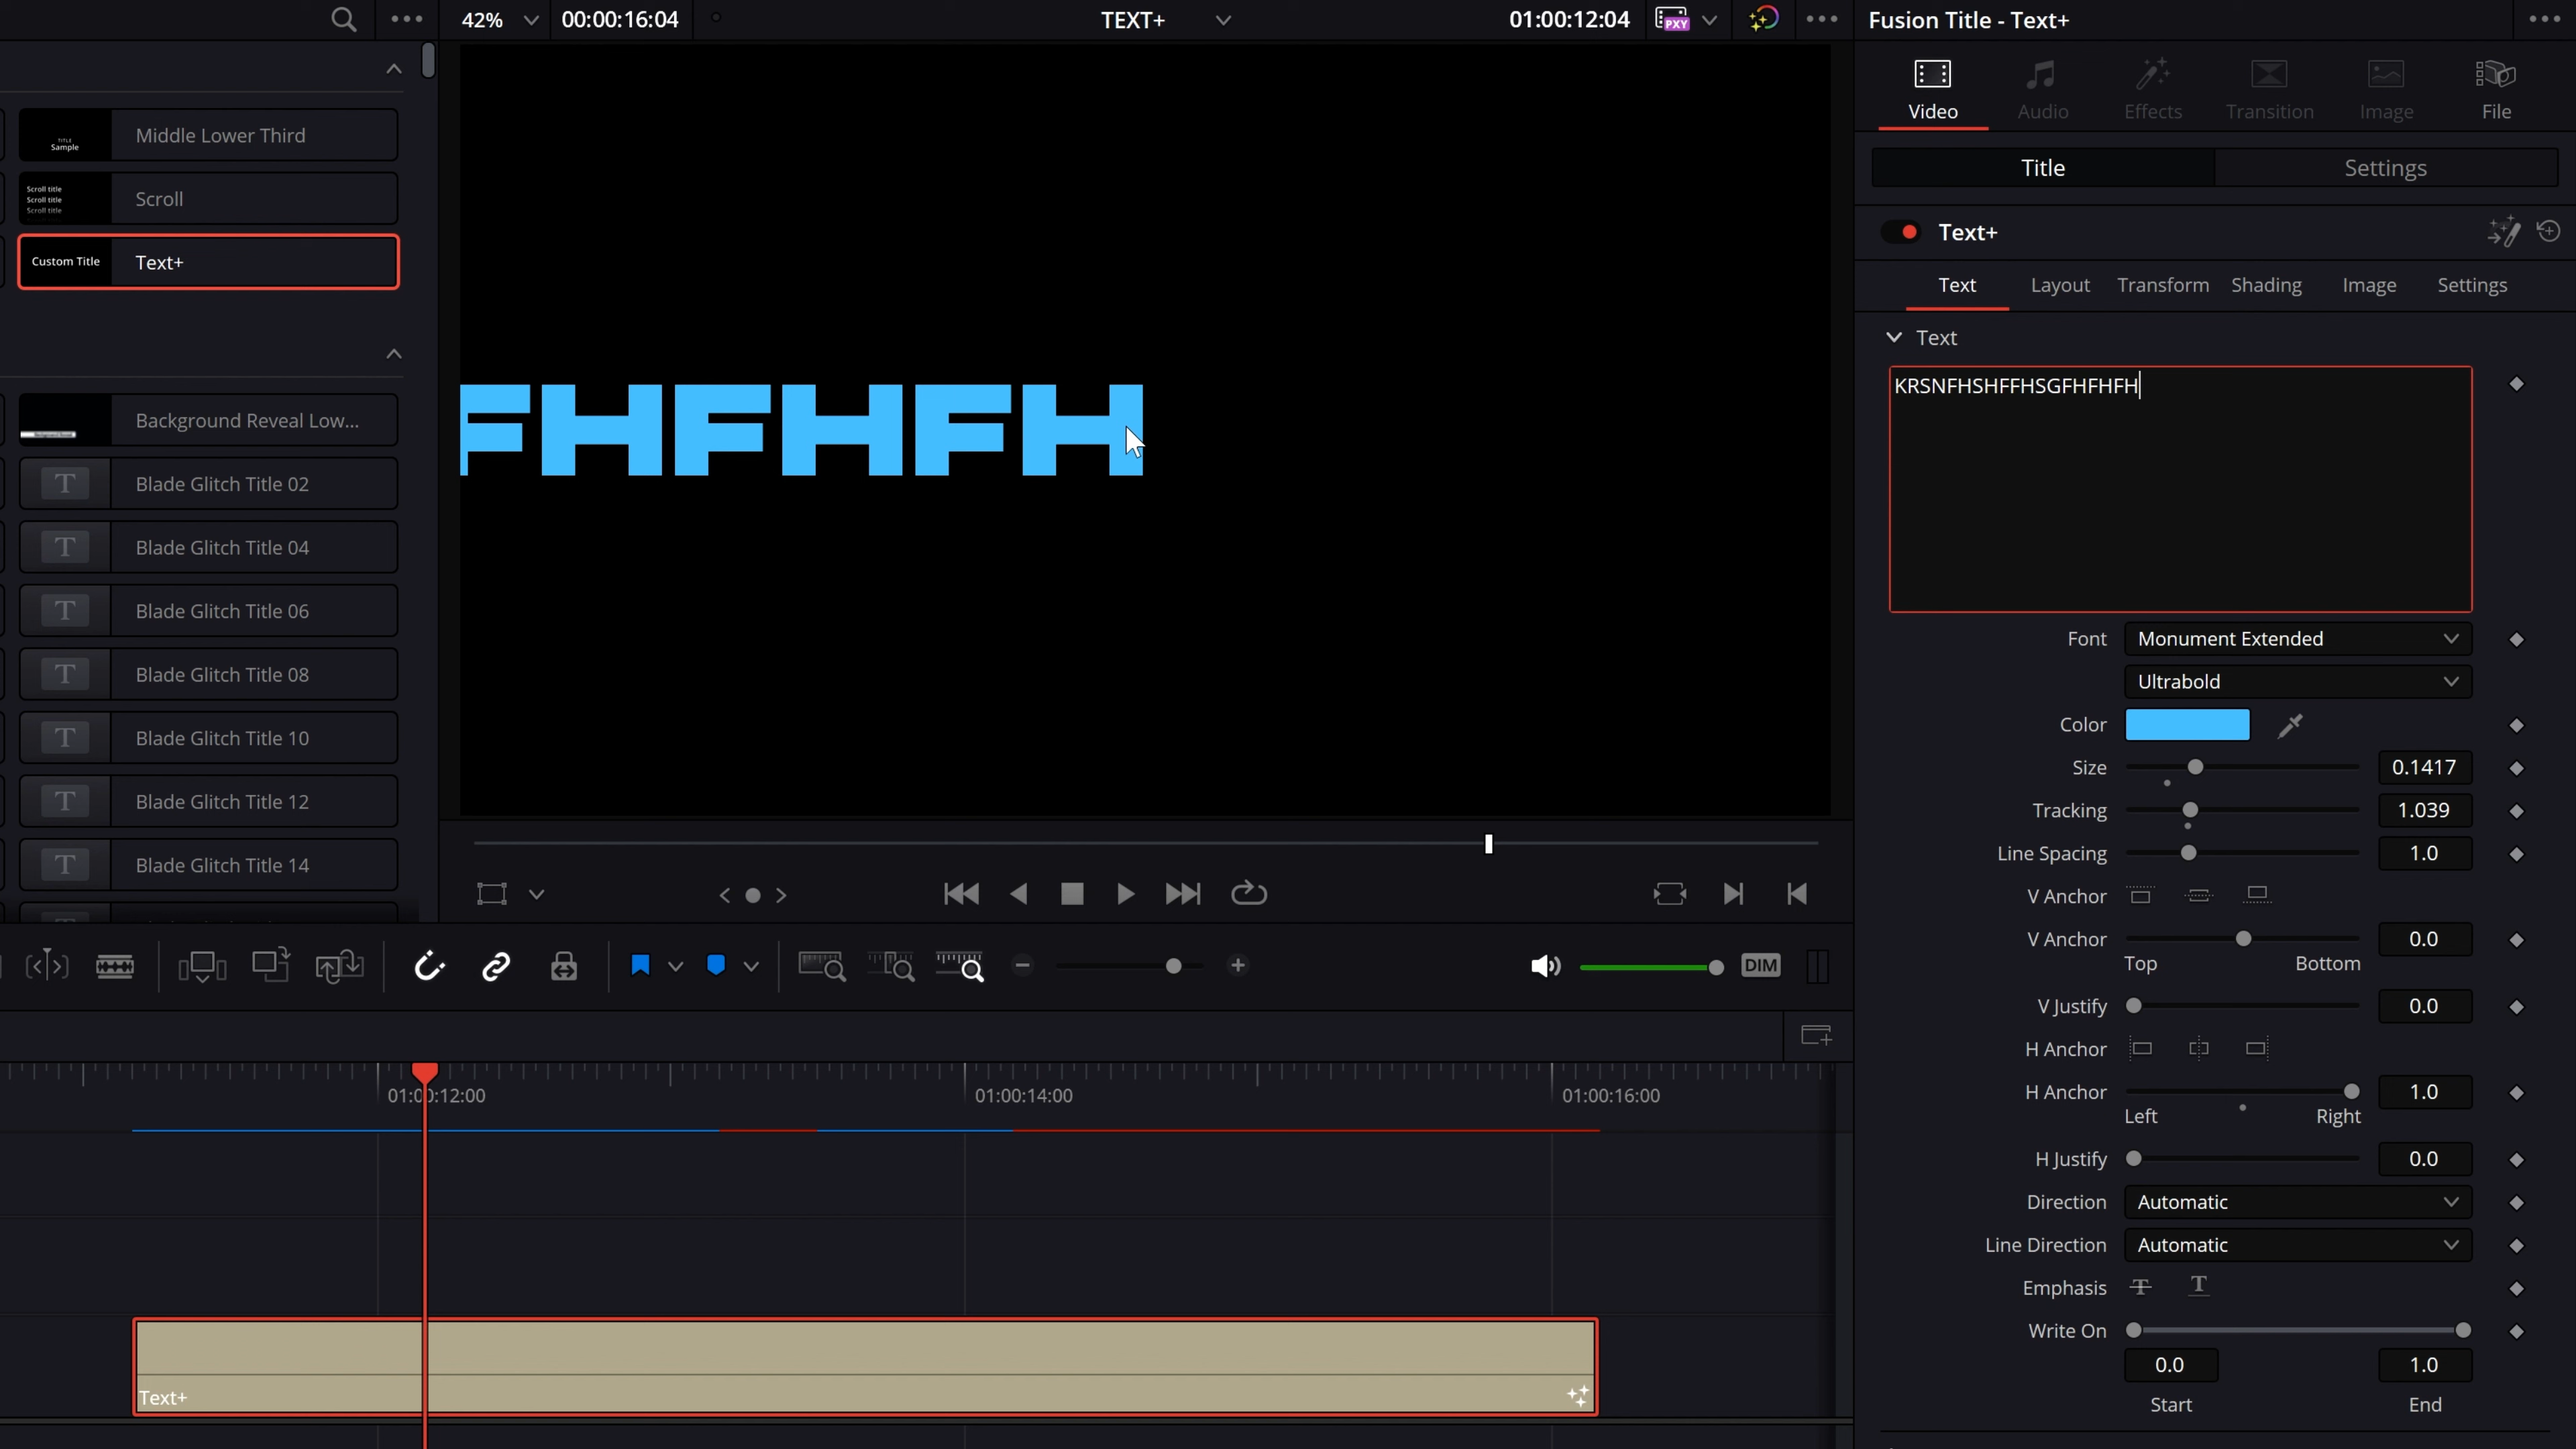 42%
00:00:16:04
TEXT+
01:00:12:04
PXY
Fusion Title - Text+
Video
Audio
Effects
Transition
Image
File
Title
Settings
Text+
Text
Layout
Transform
Shading
Image
Settings
Text
KRSNFHSHFFHSGFHFHFH
Font
Monument Extended
Ultrabold
Color
Size
0.1417
Tracking
1.039
Line Spacing
1.0
V Anchor
V Anchor
0.0
Top
Bottom
V Justify
0.0
H Anchor
H Anchor
1.0
Left
Right
H Justify
0.0
Direction
Automatic
Line Direction
Automatic
Emphasis
Write On
0.0
1.0
Start
End
TITLE
Sample
Middle Lower Third
Scroll title
Scroll title
Scroll title
Scroll
Custom Title
Text+
Background Reveal Low...
T
Blade Glitch Title 02
T
Blade Glitch Title 04
T
Blade Glitch Title 06
T
Blade Glitch Title 08
T
Blade Glitch Title 10
T
Blade Glitch Title 12
T
Blade Glitch Title 14
FHFHFH
DIM
01:00:12:00
01:00:14:00
01:00:16:00
Text+